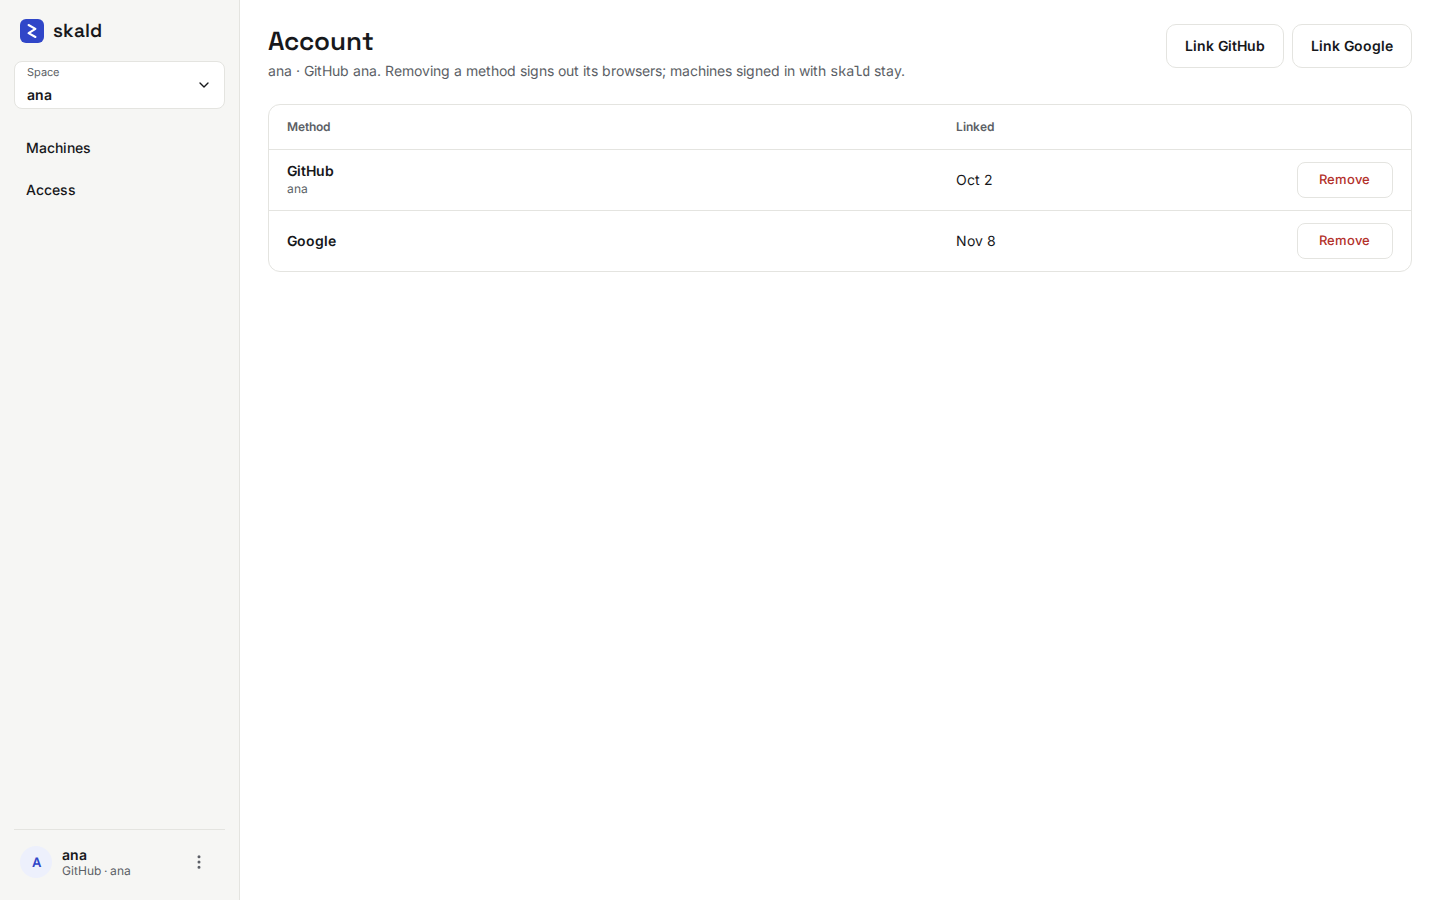 skald
Space
ana
Machines
Access
Account
ana · GitHub ana. Removing a method signs out its browsers; machines signed in with skald stay.
Link GitHub
Link Google
Method
Linked
GitHub
ana
Oct 2
Remove
Google
Nov 8
Remove
A
ana
GitHub · ana